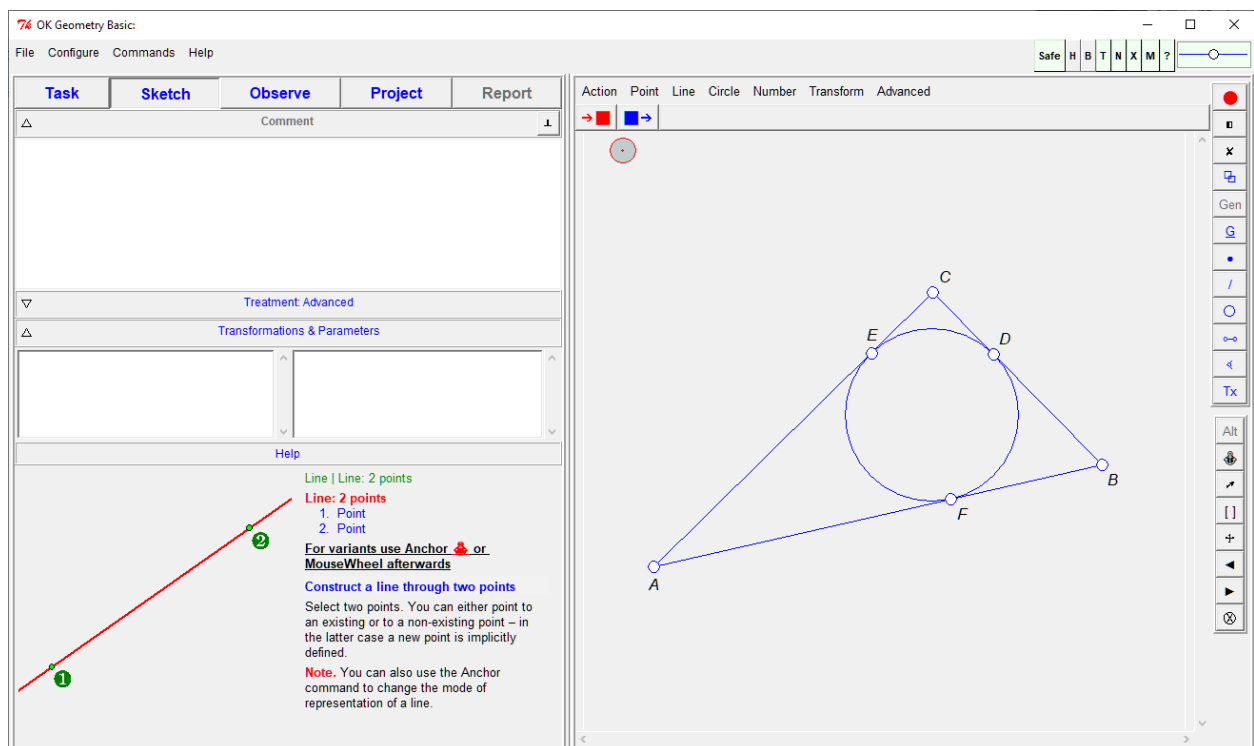 OK Geometry Basic:
File Configure Commands Help
Safe H B T N X M ?
Task Sketch Observe Project Report
Comment
Treatment: Advanced
Transformations & Parameters
Help
Line | Line: 2 points
Line: 2 points
1. Point
2. Point
For variants use Anchor or
MouseWheel afterwards
Construct a line through two points
Select two points. You can either point to
an existing or to a non-existing point – in
the latter case a new point is implicitly
defined.
Note. You can also use the Anchor
command to change the mode of
representation of a line.
2
1
Action Point Line Circle Number Transform Advanced
C
E
D
B
F
A
Gen
G
Tx
Alt
[ ]